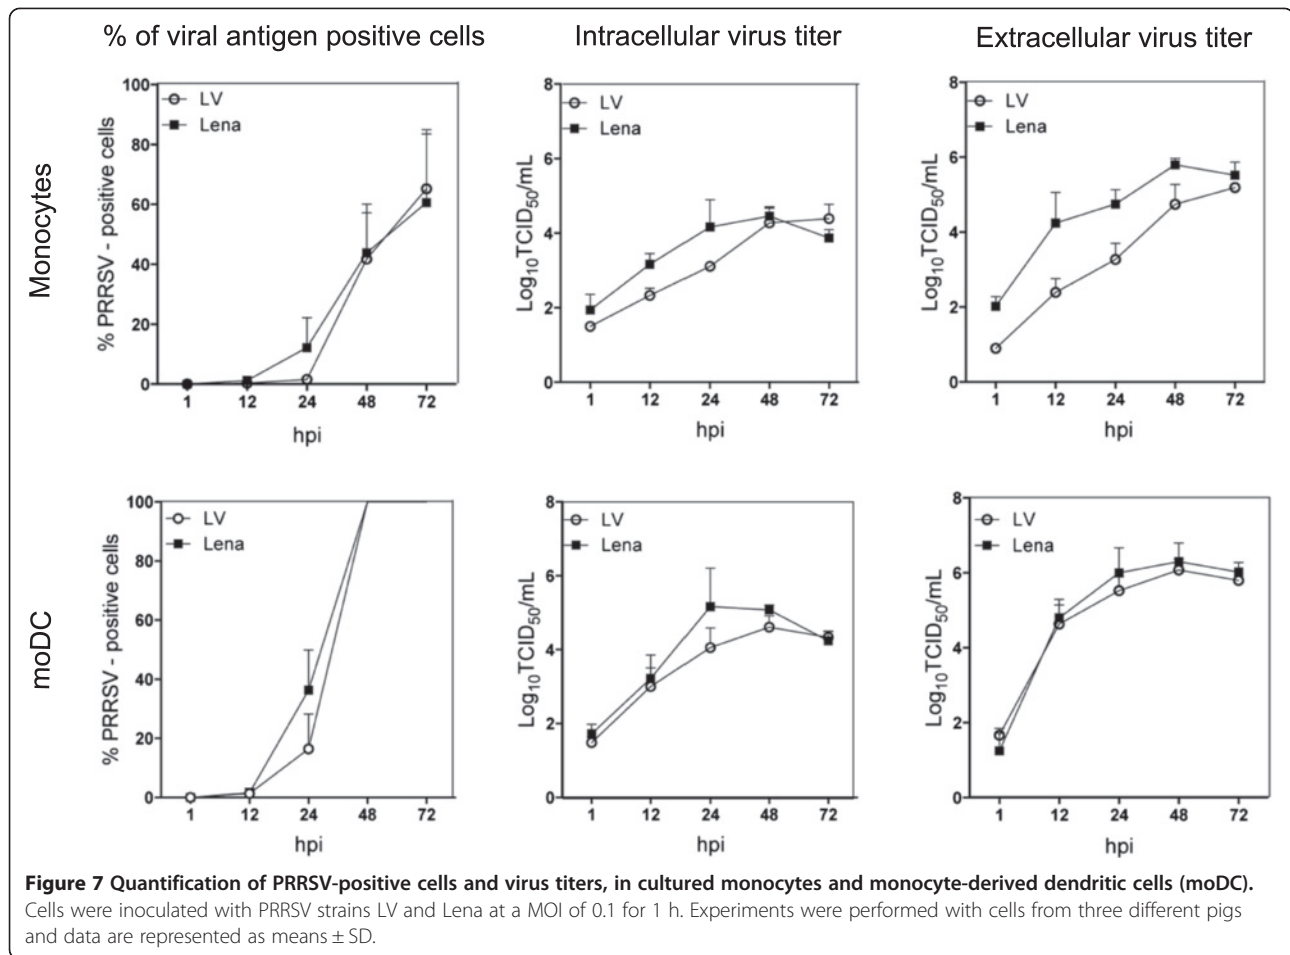 % of viral antigen positive cells
Intracellular virus titer
Extracellular virus titer
Monocytes
% PRRSV - positive cells
100
80
60
40
20
0
LV
Lena
1 12 24 48 72
hpi
Log10TCID50/mL
8
6
4
2
0
LV
Lena
1 12 24 48 72
hpi
Log10TCID50/mL
8
6
4
2
0
LV
Lena
1 12 24 48 72
hpi
moDC
% PRRSV - positive cells
100
80
60
40
20
0
LV
Lena
1 12 24 48 72
hpi
Log10TCID50/mL
8
6
4
2
0
LV
Lena
1 12 24 48 72
hpi
Log10TCID50/mL
8
6
4
2
0
LV
Lena
1 12 24 48 72
hpi
Figure 7 Quantification of PRRSV-positive cells and virus titers, in cultured monocytes and monocyte-derived dendritic cells (moDC).
Cells were inoculated with PRRSV strains LV and Lena at a MOI of 0.1 for 1 h. Experiments were performed with cells from three different pigs
and data are represented as means ± SD.